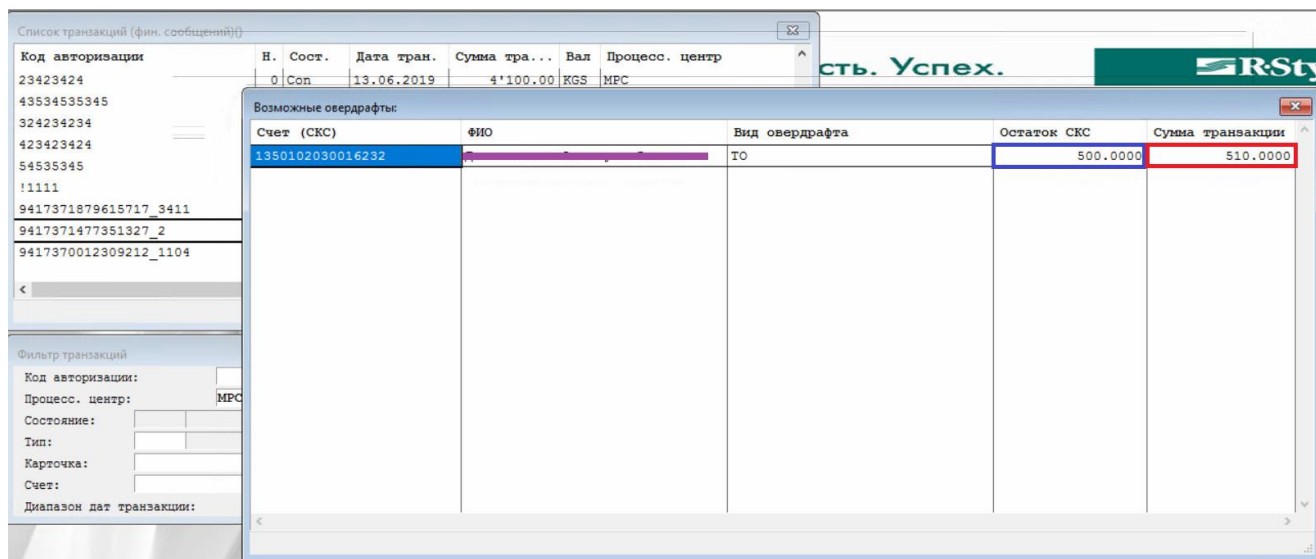 Список транзакций (фин. сообщений)()
Код авторизации Н. Сост. Дата тран. Сумма тра... Вал Процесс. центр
23423424 0 Con 13.06.2019 4'100.00 KGS МРС
43534535345
324234234
423423424
54535345
!1111
9417371879615717_3411
9417371477351327_2
9417370012309212_1104
сть. Успех.
R-Sty
Возможные овердрафты:
Счет (СКС) ФИО Вид овердрафта Остаток СКС Сумма транзакции
1350102030016232 ТО 500.0000 510.0000
Фильтр транзакций
Код авторизации:
Процесс. центр: МРС
Состояние:
Тип:
Карточка:
Счет:
Диапазон дат транзакции: